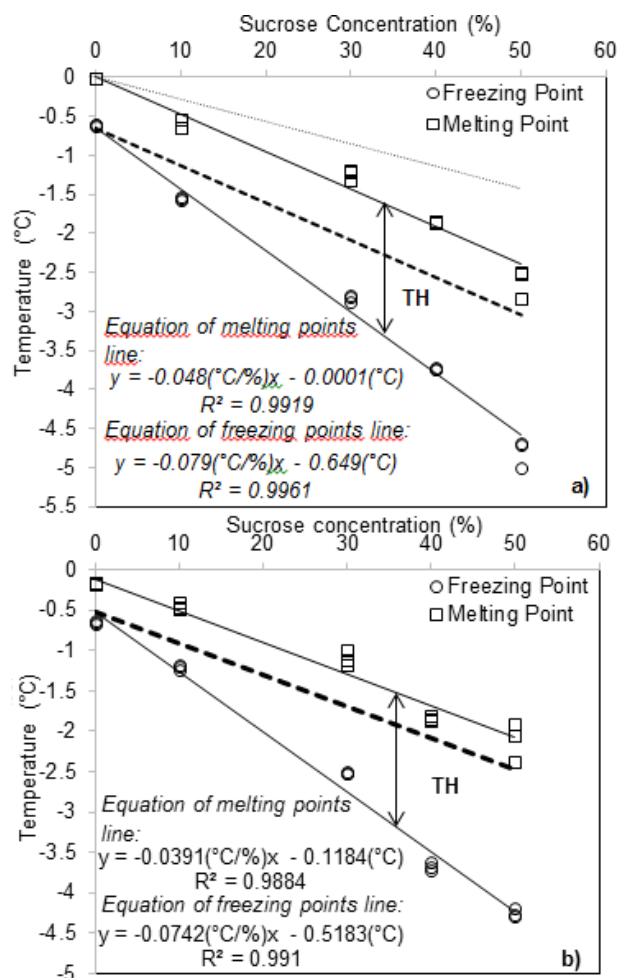 Sucrose Concentration (%)
0 10 20 30 40 50 60
0
-0.5
-1
-1.5
-2
-2.5
-3
-3.5
-4
-4.5
-5
-5.5
Temperature (°C)
Freezing Point
Melting Point
TH
Equation of melting points
line:
y = -0.048(°C/%)x - 0.0001(°C)
R² = 0.9919
Equation of freezing points line:
y = -0.079(°C/%)x - 0.649(°C)
R² = 0.9961
a)
Sucrose concentration (%)
0 10 20 30 40 50 60
0
-0.5
-1
-1.5
-2
-2.5
-3
-3.5
-4
-4.5
-5
Temperature (°C)
Freezing Point
Melting Point
TH
Equation of melting points
line:
y = -0.0391(°C/%)x - 0.1184(°C)
R² = 0.9884
Equation of freezing points line:
y = -0.0742(°C/%)x - 0.5183(°C)
R² = 0.991
b)